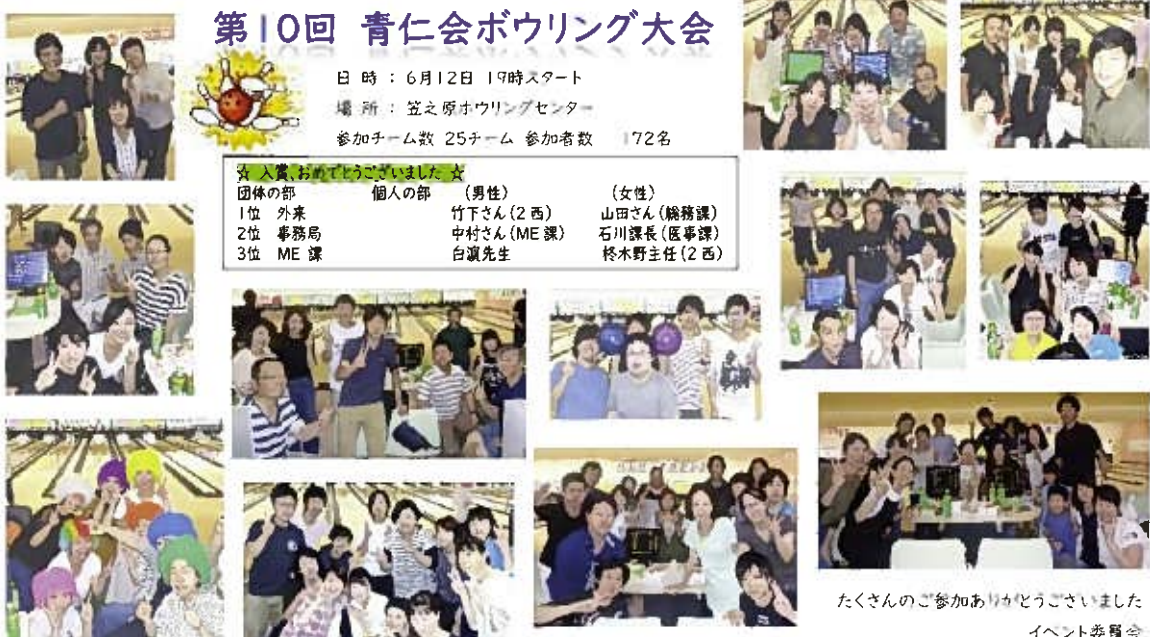 第10回 青仁会ボウリング大会
日 時 : 6月12日 19時スタート
場 所 : 笠之原ボウリングセンター
参加チーム数 25チーム 参加者数 172名
☆ 入賞、おめでとうございました ☆
団体の部 個人の部 (男性) (女性)
1位 外来 竹下さん(2西) 山田さん(総務課)
2位 事務局 中村さん(ME課) 石川課長(医事課)
3位 ME課 白濵先生 柊木野主任(2西)
たくさんのご参加ありがとうございました
イベント委員会